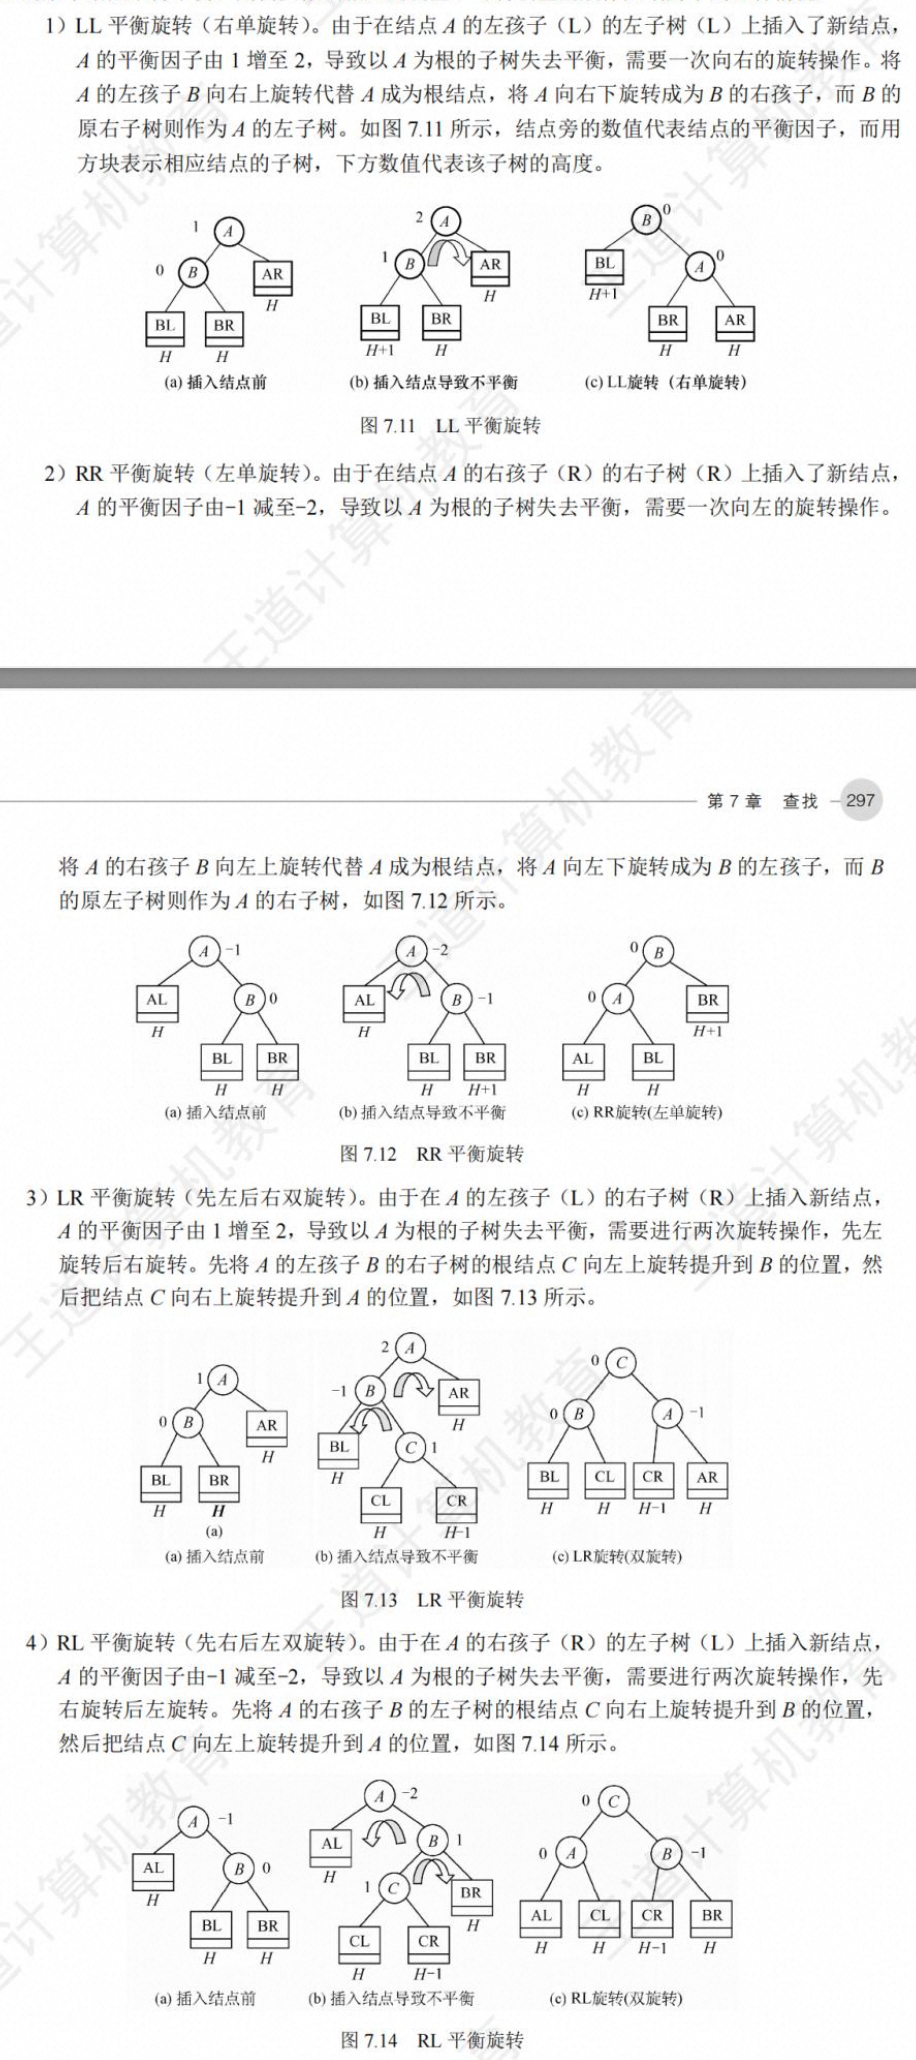 1）LL 平衡旋转（右单旋转）。由于在结点 A 的左孩子（L）的左子树（L）上插入了新结点，
A 的平衡因子由 1 增至 2，导致以 A 为根的子树失去平衡，需要一次向右的旋转操作。将
A 的左孩子 B 向右上旋转代替 A 成为根结点，将 A 向右下旋转成为 B 的右孩子，而 B 的
原右子树则作为 A 的左子树。如图 7.11 所示，结点旁的数值代表结点的平衡因子，而用
方块表示相应结点的子树，下方数值代表该子树的高度。
1 A
0 B AR
H
BL BR
H H
(a) 插入结点前
2 A
1 B AR
H
BL BR
H+1 H
(b) 插入结点导致不平衡
B 0
BL A 0
H+1
BR AR
H H
(c) LL旋转（右单旋转）
图 7.11 LL 平衡旋转
2）RR 平衡旋转（左单旋转）。由于在结点 A 的右孩子（R）的右子树（R）上插入了新结点，
A 的平衡因子由-1 减至-2，导致以 A 为根的子树失去平衡，需要一次向左的旋转操作。
第 7 章 查找 297
将 A 的右孩子 B 向左上旋转代替 A 成为根结点，将 A 向左下旋转成为 B 的左孩子，而 B
的原左子树则作为 A 的右子树，如图 7.12 所示。
A -1
AL B 0
H
BL BR
H H
(a) 插入结点前
A -2
AL B -1
H
BL BR
H H+1
(b) 插入结点导致不平衡
0 B
0 A BR
H+1
AL BL
H H
(c) RR旋转(左单旋转)
图 7.12 RR 平衡旋转
3）LR 平衡旋转（先左后右双旋转）。由于在 A 的左孩子（L）的右子树（R）上插入新结点，
A 的平衡因子由 1 增至 2，导致以 A 为根的子树失去平衡，需要进行两次旋转操作，先左
旋转后右旋转。先将 A 的左孩子 B 的右子树的根结点 C 向左上旋转提升到 B 的位置，然
后把结点 C 向右上旋转提升到 A 的位置，如图 7.13 所示。
1 A
0 B AR
H
BL BR
H H
(a)
(a) 插入结点前
2 A
-1 B AR
H
BL C 1
H
CL CR
H H-1
(b) 插入结点导致不平衡
0 C
0 B A -1
BL CL CR AR
H H H-1 H
(c) LR旋转(双旋转)
图 7.13 LR 平衡旋转
4）RL 平衡旋转（先右后左双旋转）。由于在 A 的右孩子（R）的左子树（L）上插入新结点，
A 的平衡因子由-1 减至-2，导致以 A 为根的子树失去平衡，需要进行两次旋转操作，先
右旋转后左旋转。先将 A 的右孩子 B 的左子树的根结点 C 向右上旋转提升到 B 的位置，
然后把结点 C 向左上旋转提升到 A 的位置，如图 7.14 所示。
A -1
AL B 0
H
BL BR
H H
(a) 插入结点前
A -2
AL B 1
H
1 C BR
H
CL CR
H H-1
(b) 插入结点导致不平衡
0 C
0 A B -1
AL CL CR BR
H H H-1 H
(c) RL旋转(双旋转)
图 7.14 RL 平衡旋转
王道计算机教育